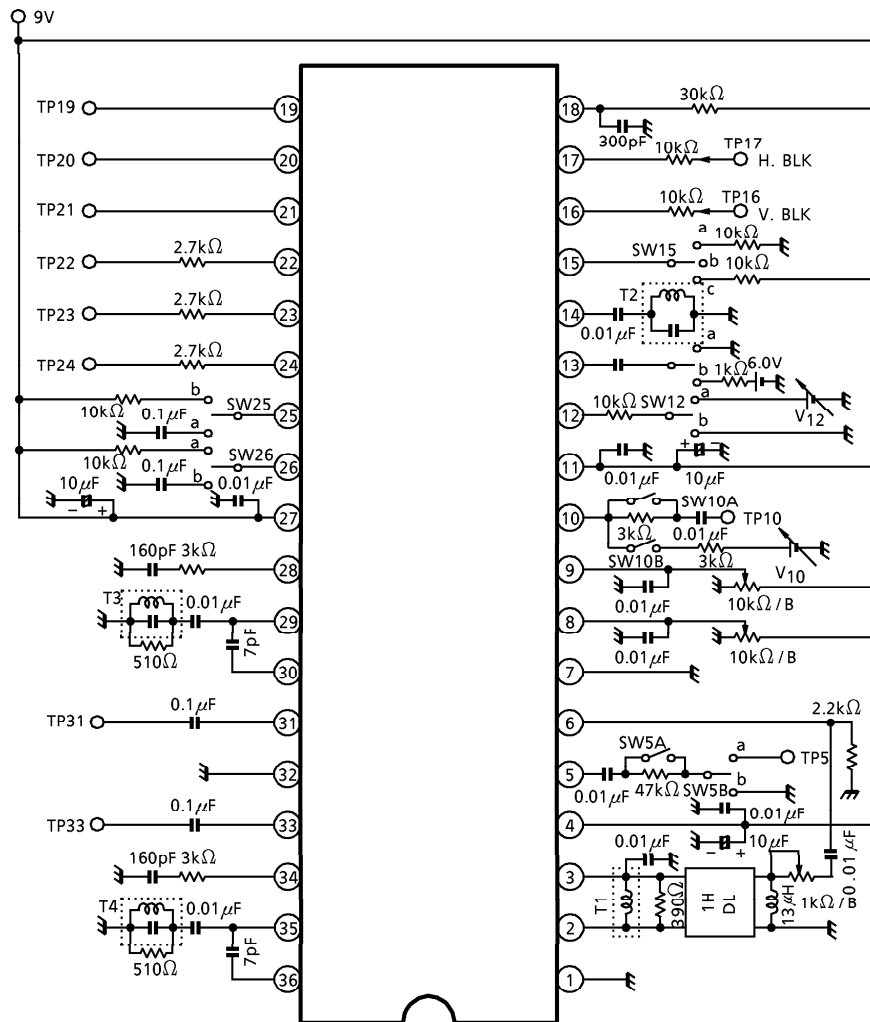 9V
TP19 19 18 30kΩ
300pF
TP20 20 17 10kΩ TP17 H. BLK
TP21 21 16 10kΩ TP16 V. BLK
a 10kΩ
TP22 2.7kΩ 22 15 SW15 b
10kΩ
c
TP23 2.7kΩ 23 14 0.01μF T2
a
TP24 2.7kΩ 24 13
b 1kΩ 6.0V
10kΩ b
0.1μF a SW25 25 12 10kΩ SW12 a V12
b
10kΩ a
0.1μF b SW26 26 11 0.01μF + − 10μF
10μF − + 0.01μF 27 10 SW10A
3kΩ 0.01μF TP10
SW10B 3kΩ V10
160pF 3kΩ 28 9 0.01μF 10kΩ/B
T3 0.01μF 29 8 0.01μF 10kΩ/B
510Ω 7pF 30 7
TP31 0.1μF 31 6 2.2kΩ
32 5 0.01μF SW5A 47kΩ SW5B a TP5
b
0.01μF
TP33 0.1μF 33 4 − + 10μF
0.01μF
160pF 3kΩ 34 3 0.01μF
T1 390Ω 1H DL 13μH 1kΩ/B
T4 0.01μF 35 2
510Ω 7pF 36 1